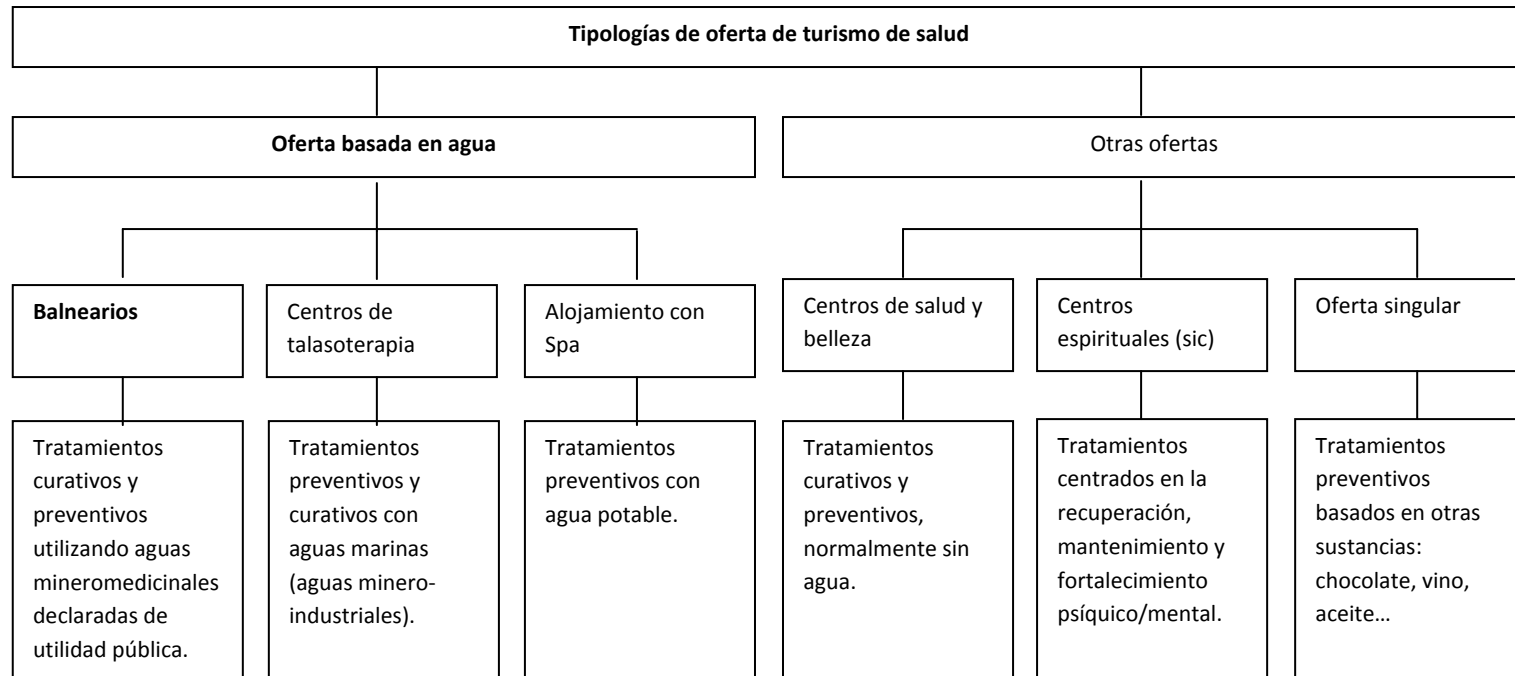 Tipologías de oferta de turismo de salud
Oferta basada en agua
Otras ofertas
Balnearios
Centros de
talasoterapia
Alojamiento con
Spa
Centros de salud y
belleza
Centros
espirituales (sic)
Oferta singular
Tratamientos
curativos y
preventivos
utilizando aguas
mineromedicinales
declaradas de
utilidad pública.
Tratamientos
preventivos y
curativos con
aguas marinas
(aguas minero-
industriales).
Tratamientos
preventivos con
agua potable.
Tratamientos
curativos y
preventivos,
normalmente sin
agua.
Tratamientos
centrados en la
recuperación,
mantenimiento y
fortalecimiento
psíquico/mental.
Tratamientos
preventivos
basados en otras
sustancias:
chocolate, vino,
aceite…